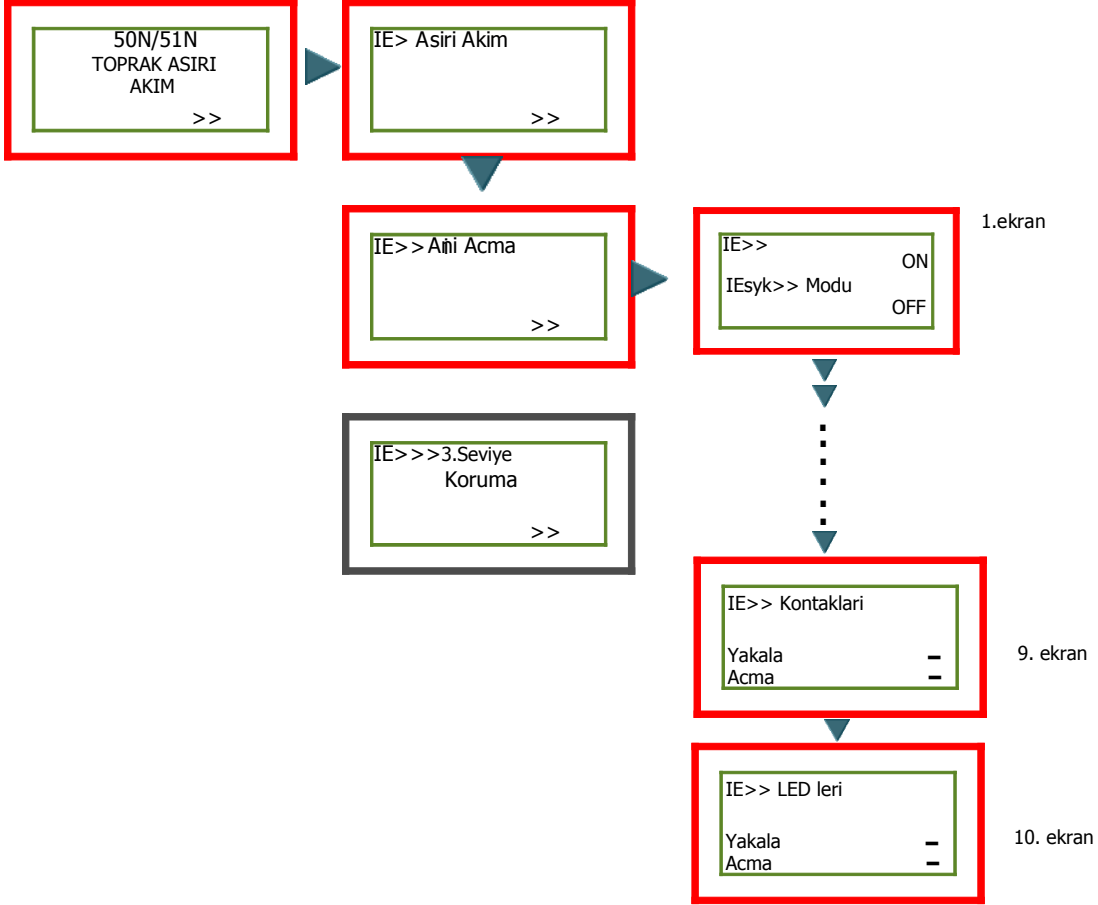 50N/51N
TOPRAK ASIRI
AKIM
>>
IE> Asiri Akim
>>
IE>> Ani Acma
>>
1.ekran
IE>>
ON
IEsyk>> Modu
OFF
IE>>>3.Seviye
Koruma
>>
IE>> Kontaklari
Yakala –
Acma –
9. ekran
IE>> LED leri
Yakala –
Acma –
10. ekran